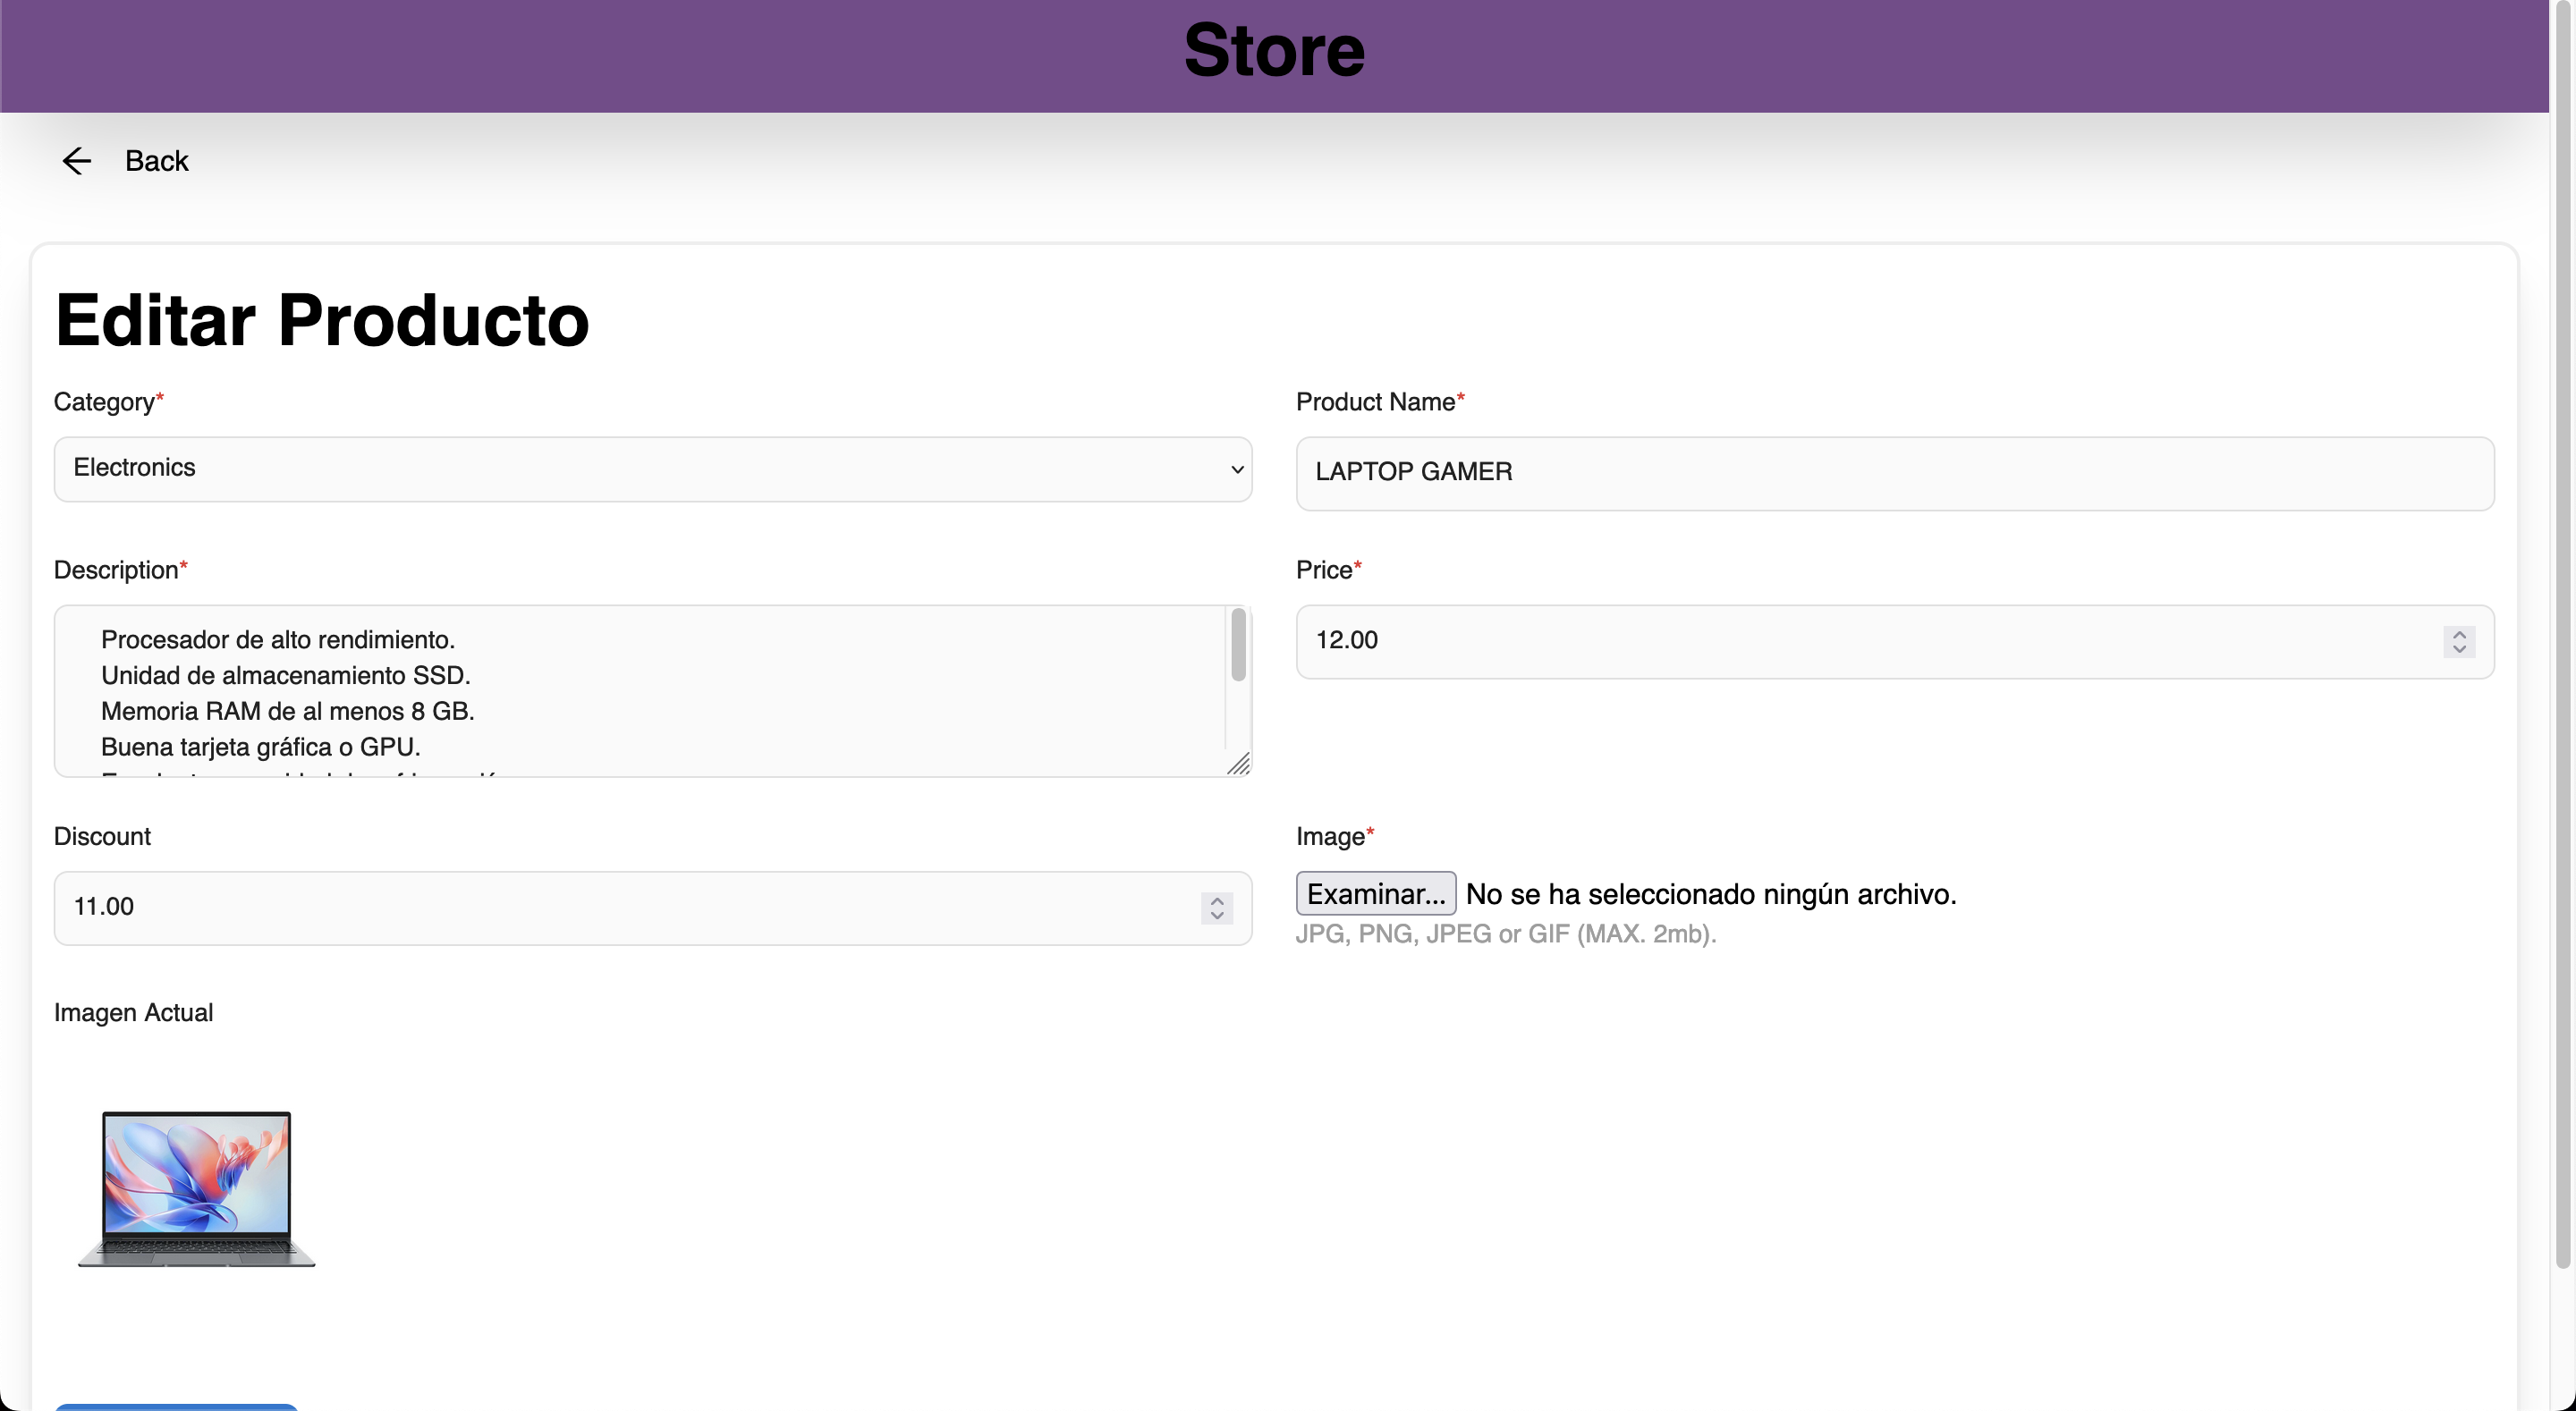 Store
Back
Editar Producto
Category*
Product Name*
Electronics
LAPTOP GAMER
Description*
Price*
Procesador de alto rendimiento.
Unidad de almacenamiento SSD.
Memoria RAM de al menos 8 GB.
Buena tarjeta gráfica o GPU.
12.00
Discount
Image*
11.00
Examinar... No se ha seleccionado ningún archivo.
JPG, PNG, JPEG or GIF (MAX. 2mb).
Imagen Actual